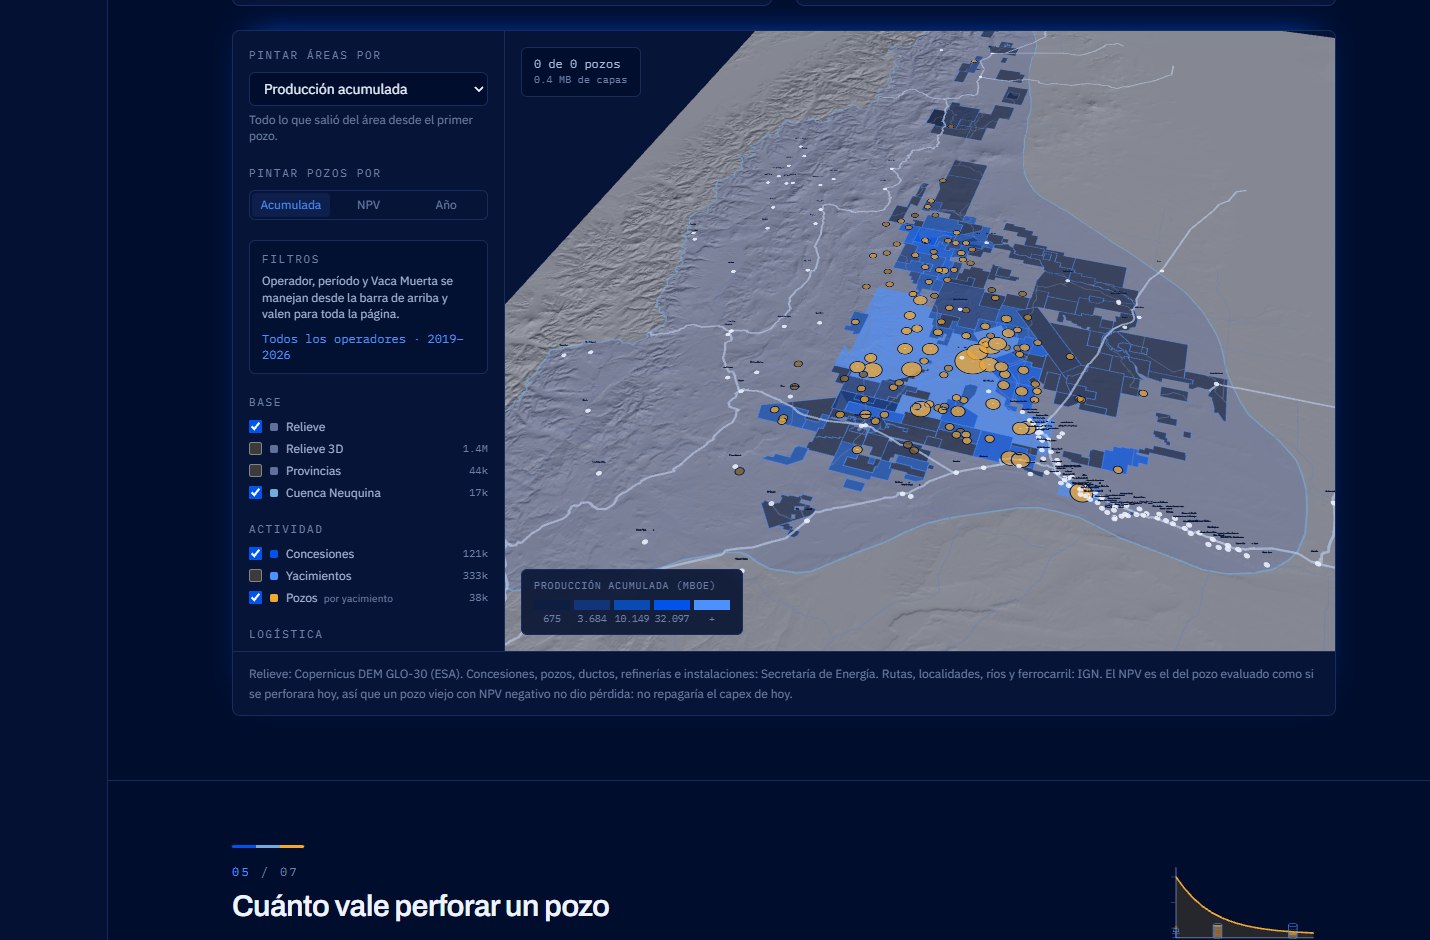 PINTAR ÁREAS POR
Producción acumulada
Todo lo que salió del área desde el primer
pozo.
PINTAR POZOS POR
Acumulada NPV Año
FILTROS
Operador, período y Vaca Muerta se
manejan desde la barra de arriba y
valen para toda la página.
Todos los operadores · 2019–
2026
BASE
Relieve
Relieve 3D 1.4M
Provincias 44k
Cuenca Neuquina 17k
ACTIVIDAD
Concesiones 121k
Yacimientos 333k
Pozos por yacimiento 38k
LOGÍSTICA
0 de 0 pozos
0.4 MB de capas
PRODUCCIÓN ACUMULADA (MBOE)
675 3.684 10.149 32.097 +
Relieve: Copernicus DEM GLO-30 (ESA). Concesiones, pozos, ductos, refinerías e instalaciones: Secretaría de Energía. Rutas, localidades, ríos y ferrocarril: IGN. El NPV es el del pozo evaluado como si
se perforara hoy, así que un pozo viejo con NPV negativo no dio pérdida: no repagaría el capex de hoy.
05 / 07
Cuánto vale perforar un pozo